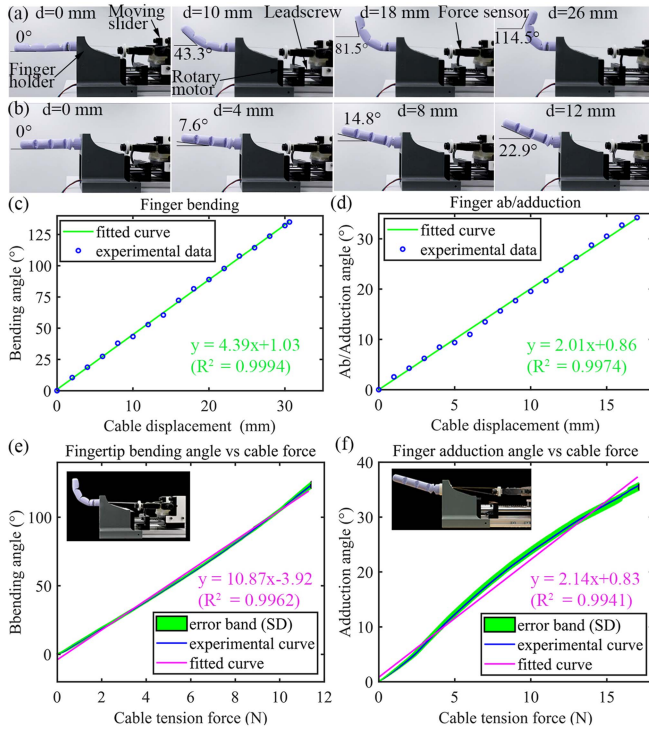 (a) d=0 mm Moving slider d=10 mm Leadscrew d=18 mm Force sensor d=26 mm
0° 43.3° 81.5° 114.5°
Finger holder Rotary motor
(b) d=0 mm d=4 mm d=8 mm d=12 mm
0° 7.6° 14.8° 22.9°
(c) Finger bending
fitted curve
experimental data
Bending angle (°)
125
100
75
50
25
0
y = 4.39x+1.03
(R² = 0.9994)
0 10 20 30
Cable displacement (mm)
(d) Finger ab/adduction
fitted curve
experimental data
Ab/Adduction angle (°)
30
20
10
0
y = 2.01x+0.86
(R² = 0.9974)
0 5 10 15
Cable displacement (mm)
(e) Fingertip bending angle vs cable force
Bbending angle (°)
100
50
0
y = 10.87x-3.92
(R² = 0.9962)
error band (SD)
experimental curve
fitted curve
0 2 4 6 8 10 12
Cable tension force (N)
(f) Finger adduction angle vs cable force
Adduction angle (°)
40
30
20
10
0
y = 2.14x+0.83
(R² = 0.9941)
error band (SD)
experimental curve
fitted curve
0 5 10 15
Cable tension force (N)